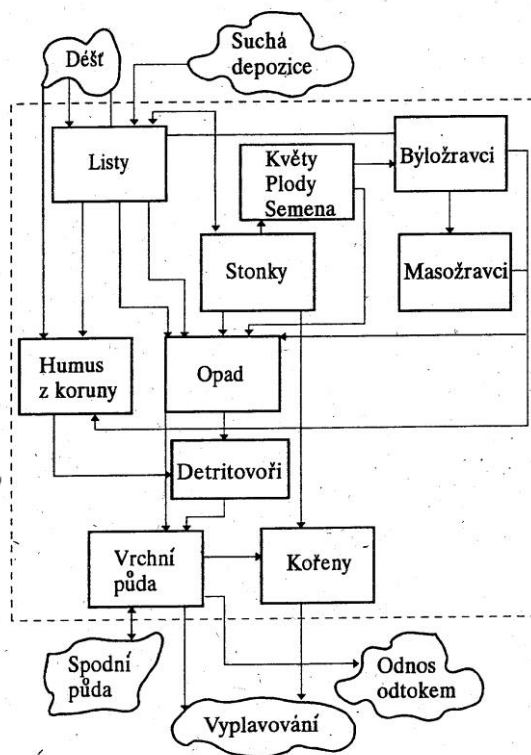 Déšť
Suchá
depozice
Listy
Květy
Plody
Semena
Býložravci
Stonky
Masožravci
Humus
z koruny
Opad
Detritovoři
Vrchní
půda
Kořeny
Spodní
půda
Odnos
odtokem
Vyplavování